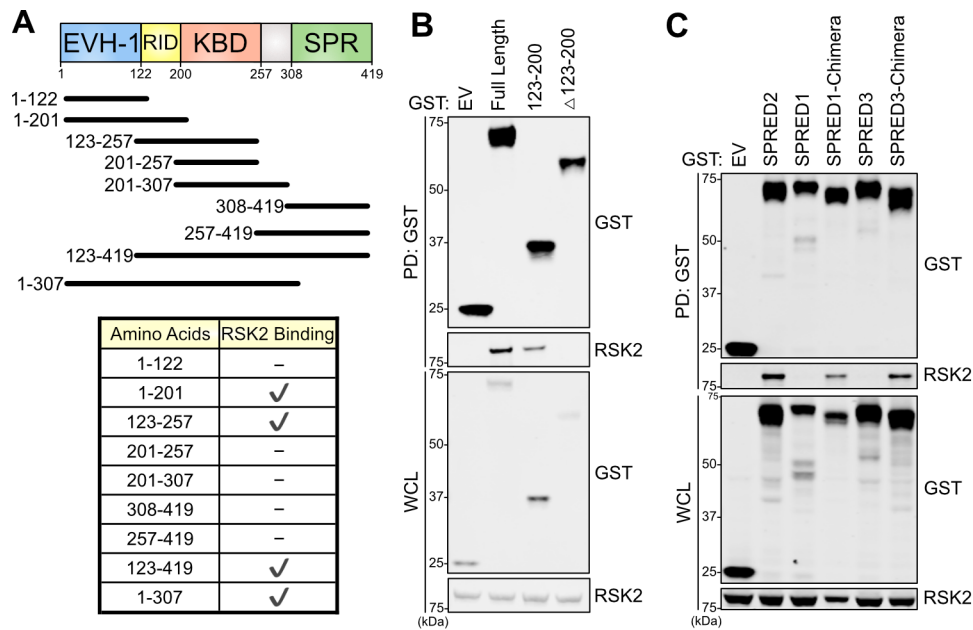 A
EVH-1 RID KBD SPR
1 122 200 257 308 419
1-122
1-201
123-257
201-257
201-307
308-419
257-419
123-419
1-307
Amino Acids RSK2 Binding
1-122 –
1-201 ✓
123-257 ✓
201-257 –
201-307 –
308-419 –
257-419 –
123-419 ✓
1-307 ✓
B
GST: EV Full Length 123-200 △123-200
PD: GST
75-
50-
37-
25-
GST
75-
RSK2
WCL
75-
50-
37-
25-
GST
75-
RSK2
(kDa)
C
GST: EV SPRED2 SPRED1 SPRED1-Chimera SPRED3 SPRED3-Chimera
PD: GST
75-
50-
37-
25-
GST
75-
RSK2
WCL
75-
50-
37-
25-
GST
75-
RSK2
(kDa)